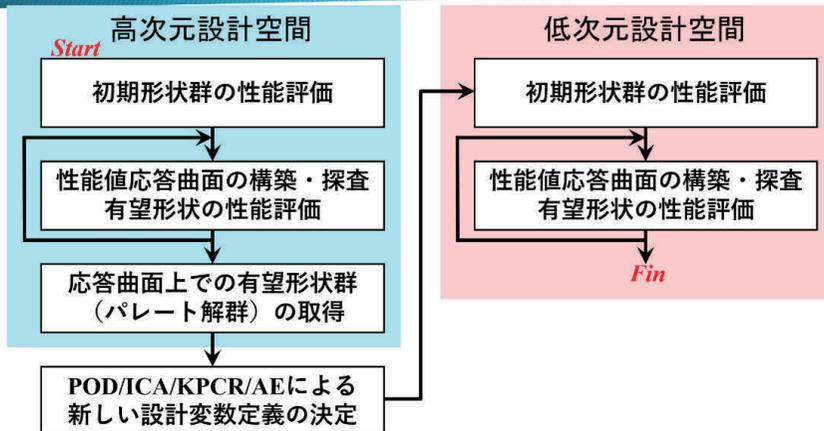 高次元設計空間
Start
初期形状群の性能評価
性能値応答曲面の構築・探査
有望形状の性能評価
応答曲面上での有望形状群
（パレート解群）の取得
POD/ICA/KPCR/AEによる
新しい設計変数定義の決定
低次元設計空間
初期形状群の性能評価
性能値応答曲面の構築・探査
有望形状の性能評価
Fin